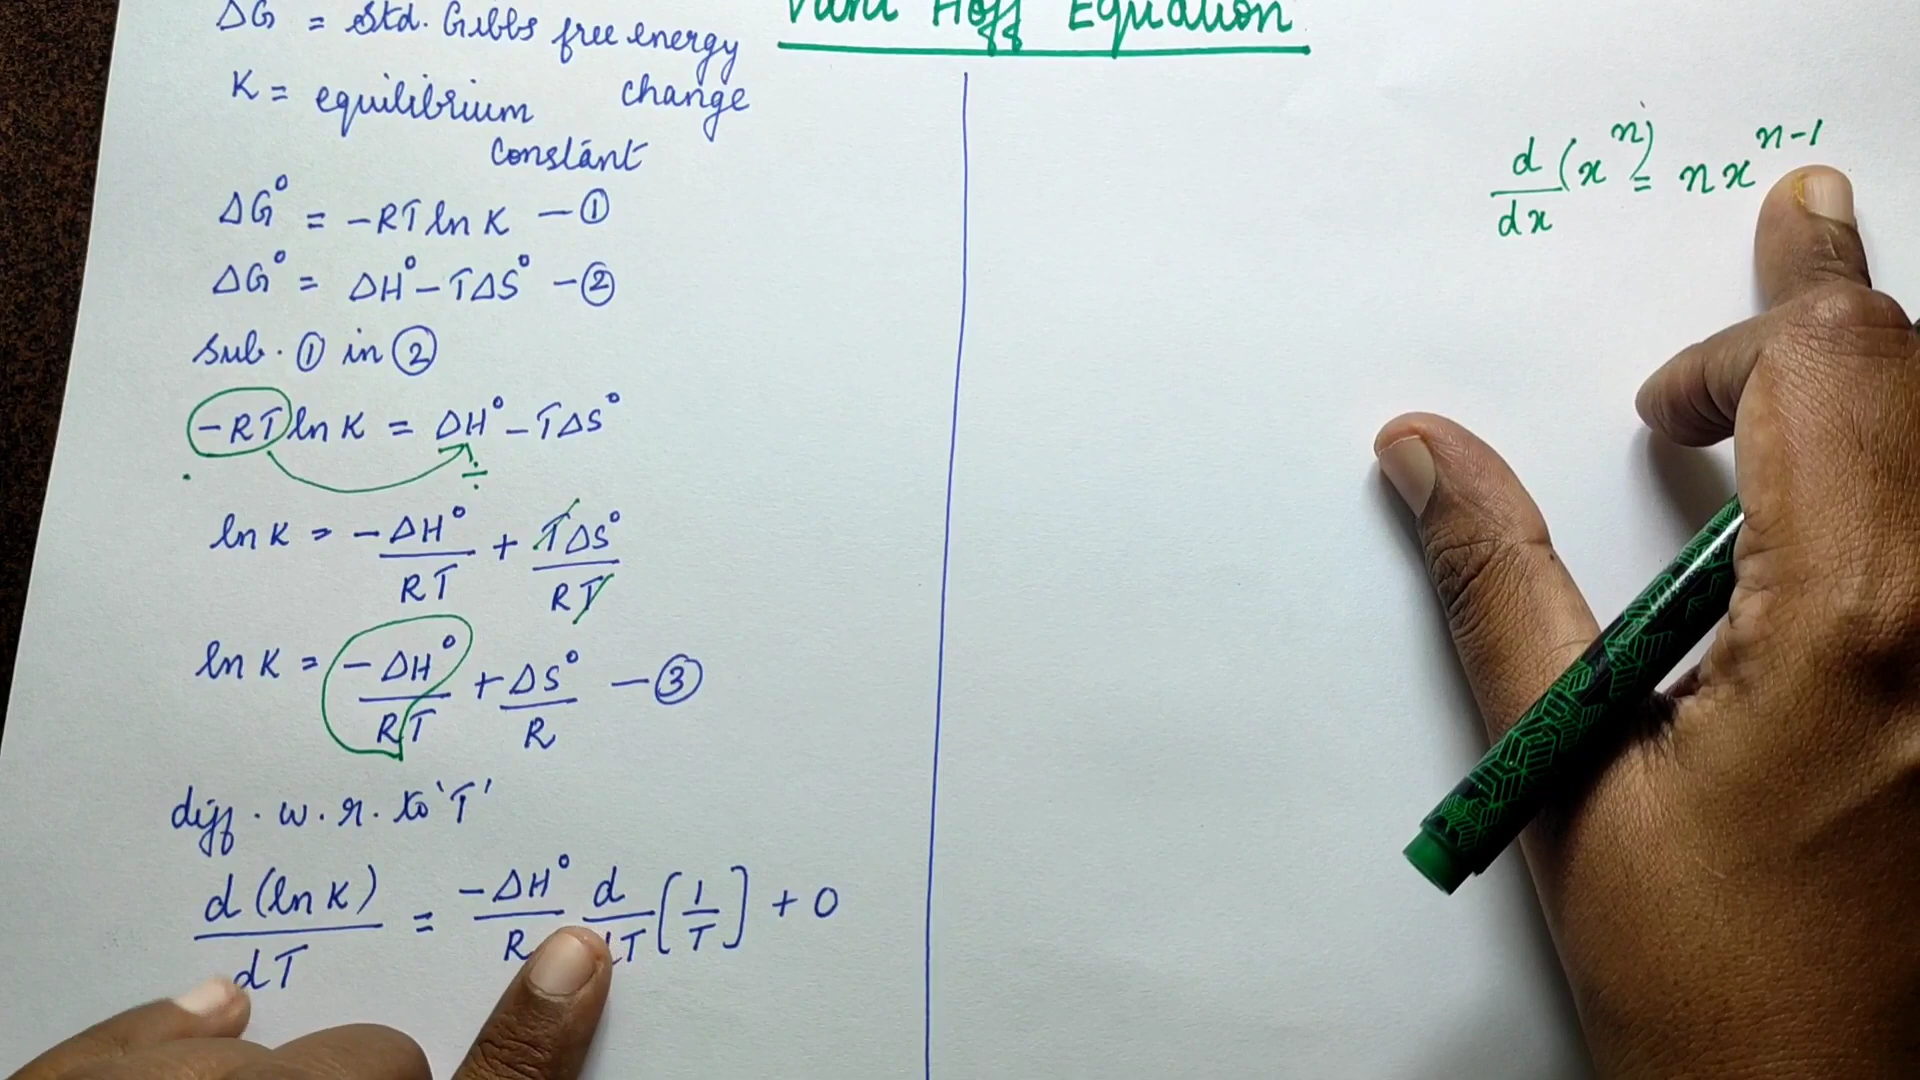 Vant Hoff Equation
ΔG = Std. Gibbs free energy
change
K = equilibrium
constant
ΔG° = -RT ln K — ①
ΔG° = ΔH° - TΔS° — ②
Sub. ① in ②
-RT ln K = ΔH° - TΔS°
÷
ln K = -ΔH°/RT + TΔS°/RT
ln K = -ΔH°/RT + ΔS°/R — ③
diff. w.r. to 'T'
d (ln K)/dT = -ΔH°/R d/dT [1/T] + 0
d/dx (x^n) = nx^(n-1)